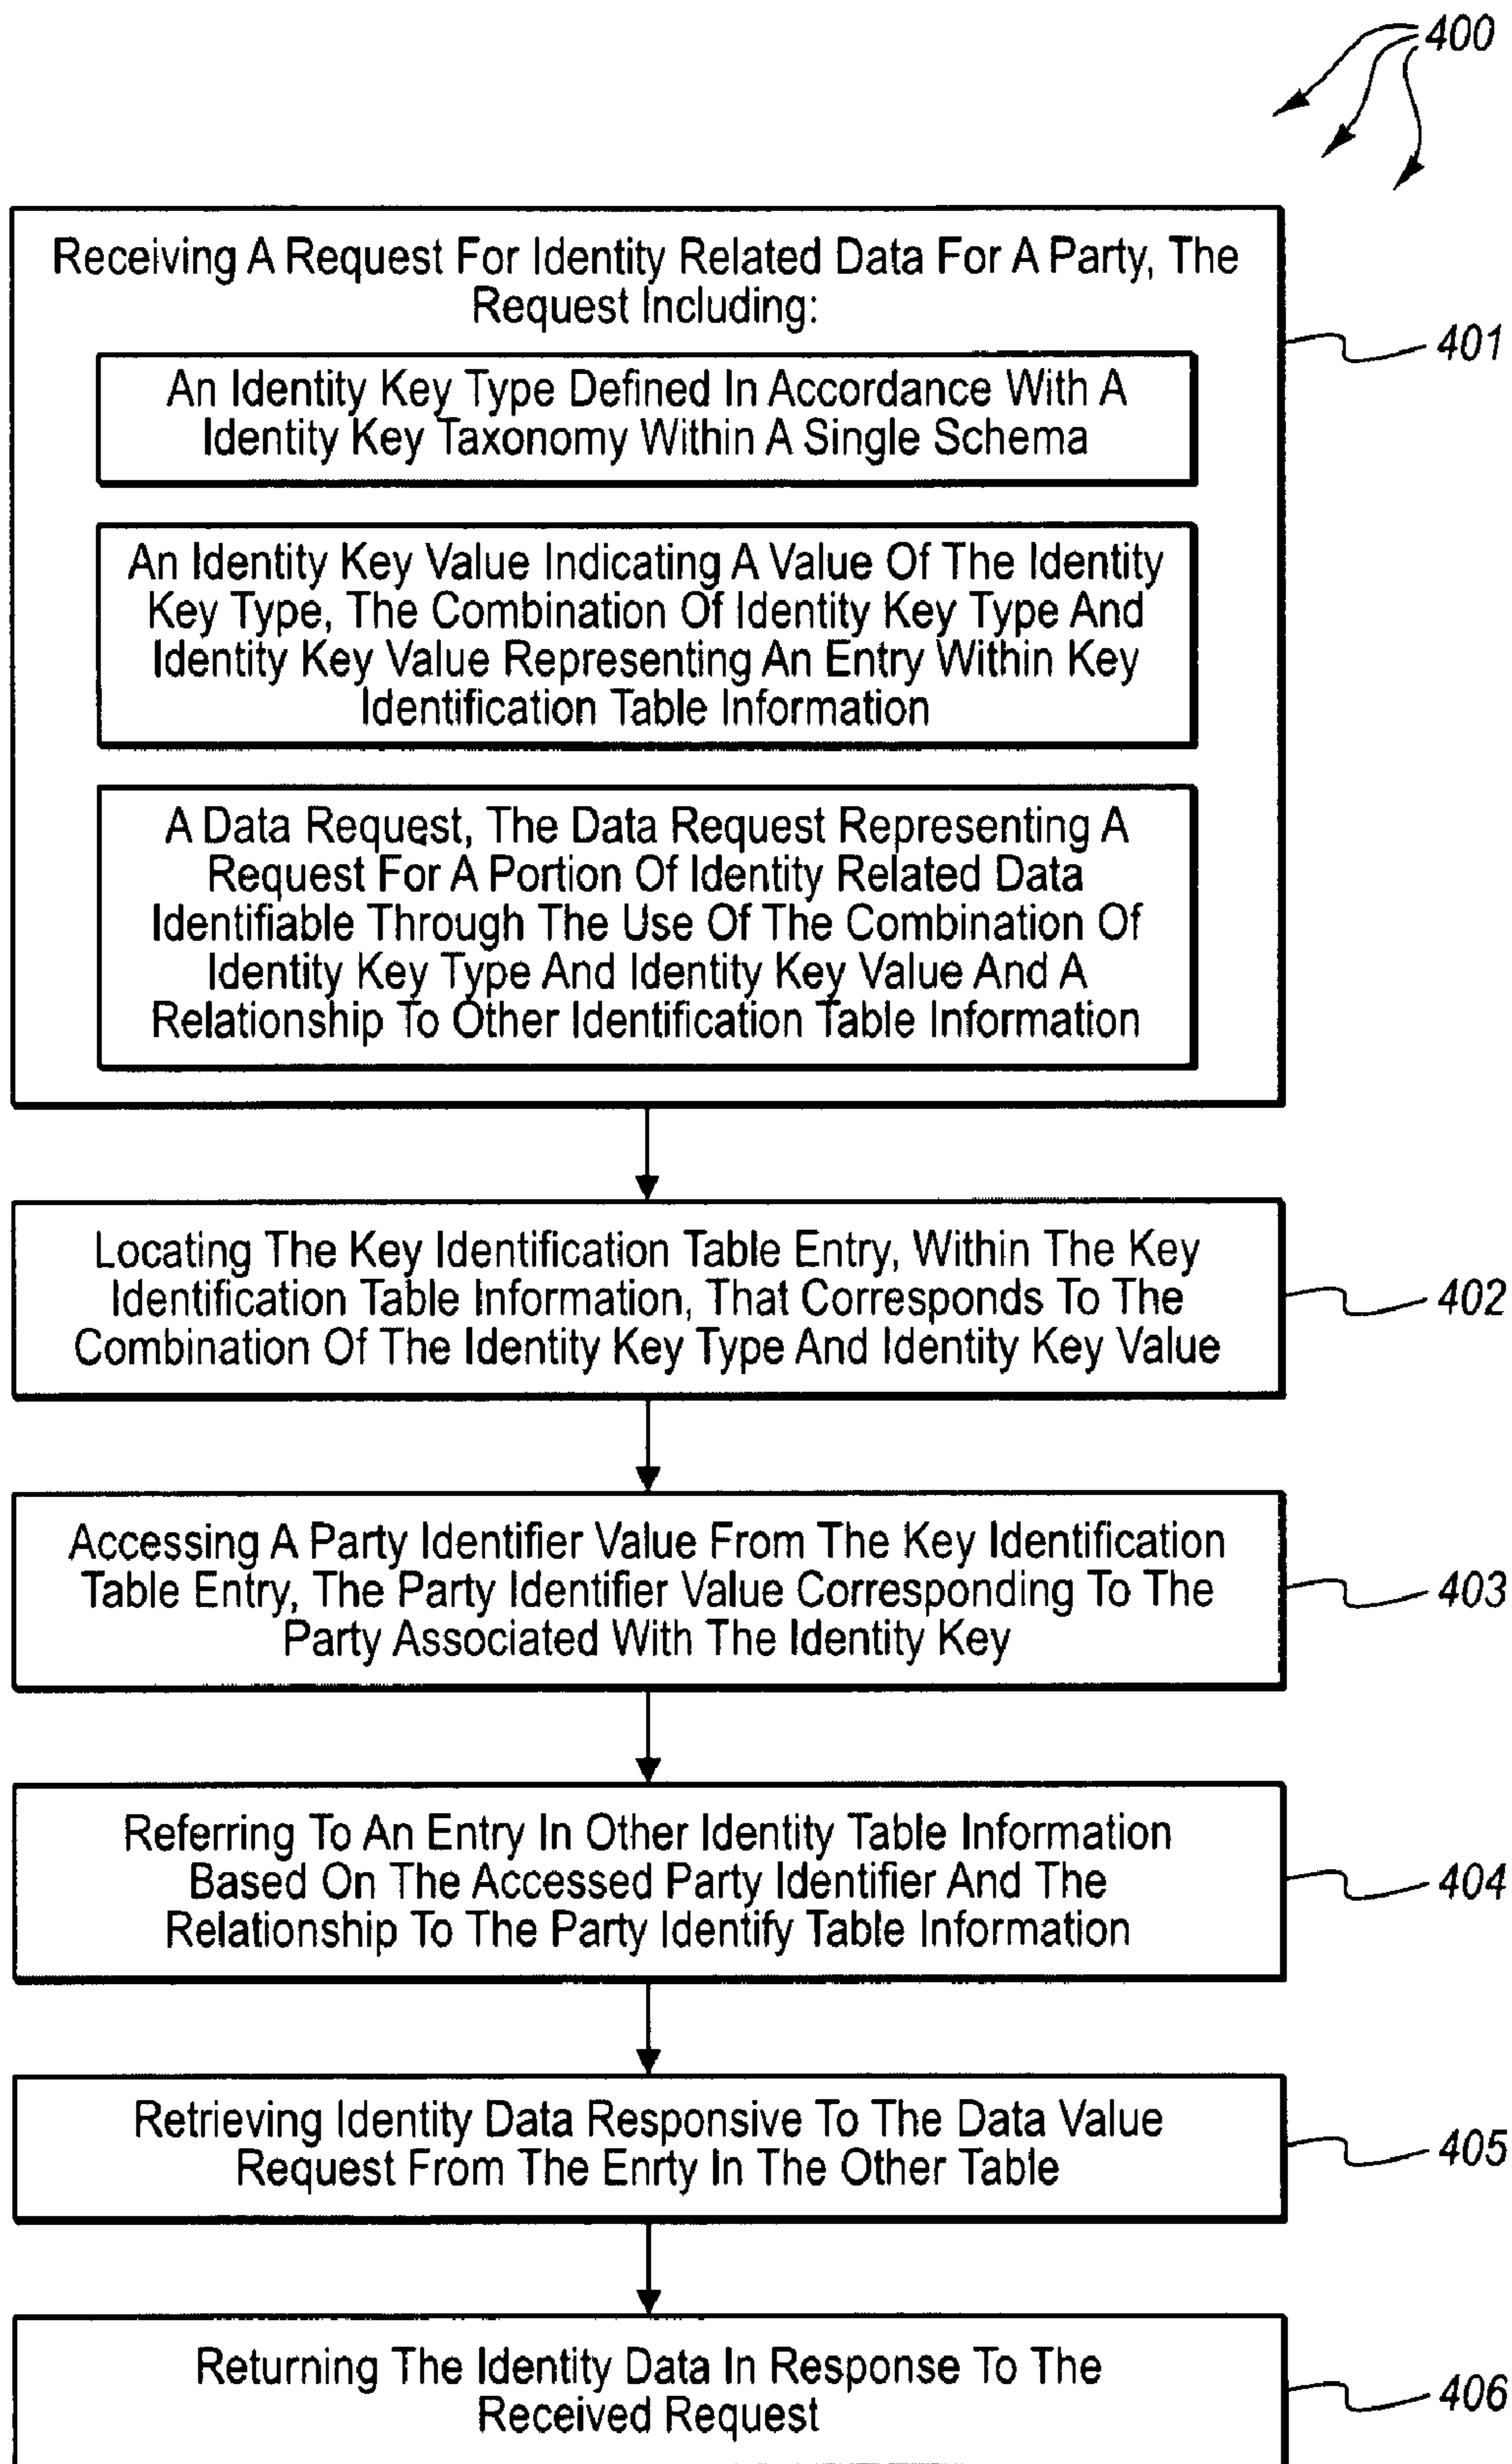 400
Receiving A Request For Identity Related Data For A Party, The
Request Including:
401
An Identity Key Type Defined In Accordance With A
Identity Key Taxonomy Within A Single Schema
An Identity Key Value Indicating A Value Of The Identity
Key Type, The Combination Of Identity Key Type And
Identity Key Value Representing An Entry Within Key
Identification Table Information
A Data Request, The Data Request Representing A
Request For A Portion Of Identity Related Data
Identifiable Through The Use Of The Combination Of
Identity Key Type And Identity Key Value And A
Relationship To Other Identification Table Information
Locating The Key Identification Table Entry, Within The Key
Identification Table Information, That Corresponds To The
Combination Of The Identity Key Type And Identity Key Value
402
Accessing A Party Identifier Value From The Key Identification
Table Entry, The Party Identifier Value Corresponding To The
Party Associated With The Identity Key
403
Referring To An Entry In Other Identity Table Information
Based On The Accessed Party Identifier And The
Relationship To The Party Identify Table Information
404
Retrieving Identity Data Responsive To The Data Value
Request From The Enrty In The Other Table
405
Returning The Identity Data In Response To The
Received Request
406